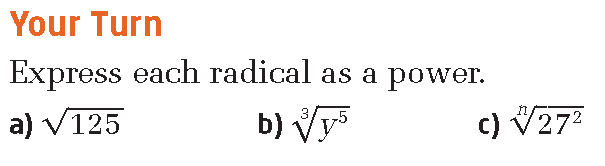 Your Turn
Express each radical as a power.
a) √125 b) ∛y⁵ c) ⁿ√27²